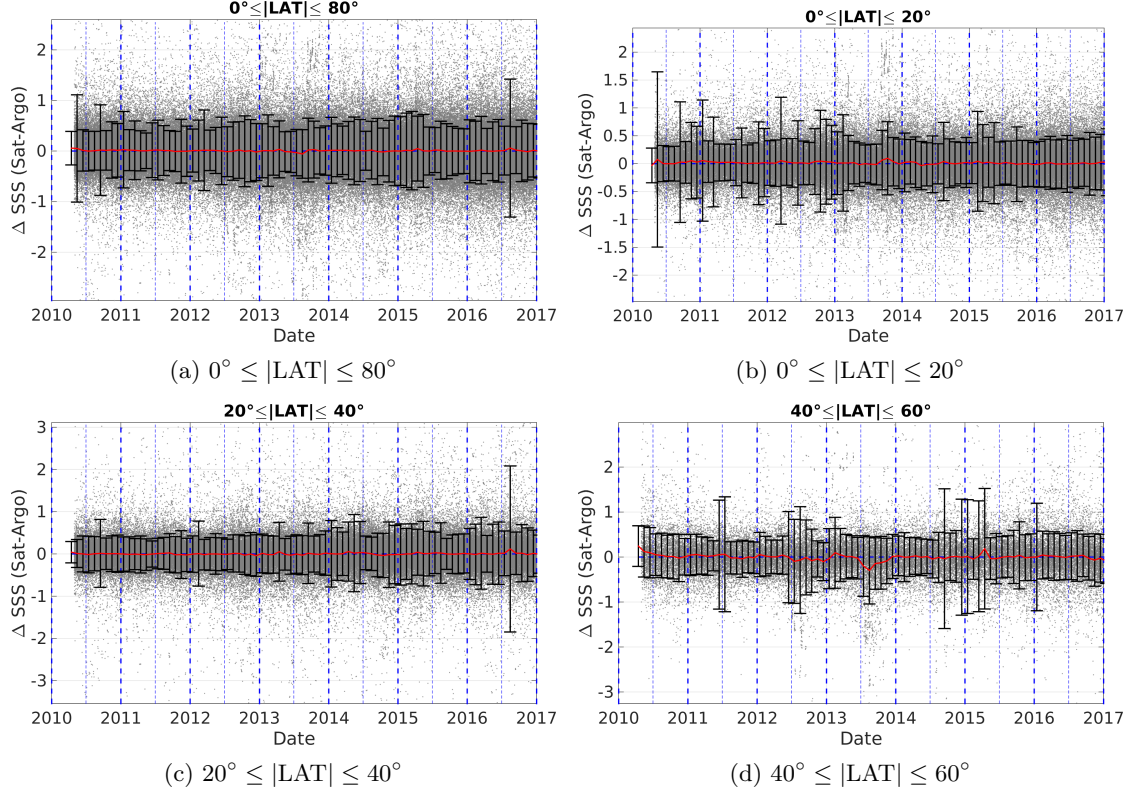 0°≤|LAT|≤ 80°
Δ SSS (Sat-Argo)
2
1
0
-1
-2
2010 2011 2012 2013 2014 2015 2016 2017
Date
(a) 0° ≤ |LAT| ≤ 80°
0°≤|LAT|≤ 20°
Δ SSS (Sat-Argo)
2
1.5
1
0.5
0
-0.5
-1
-1.5
-2
2010 2011 2012 2013 2014 2015 2016 2017
Date
(b) 0° ≤ |LAT| ≤ 20°
20°≤|LAT|≤ 40°
Δ SSS (Sat-Argo)
3
2
1
0
-1
-2
-3
2010 2011 2012 2013 2014 2015 2016 2017
Date
(c) 20° ≤ |LAT| ≤ 40°
40°≤|LAT|≤ 60°
Δ SSS (Sat-Argo)
2
1
0
-1
-2
-3
2010 2011 2012 2013 2014 2015 2016 2017
Date
(d) 40° ≤ |LAT| ≤ 60°